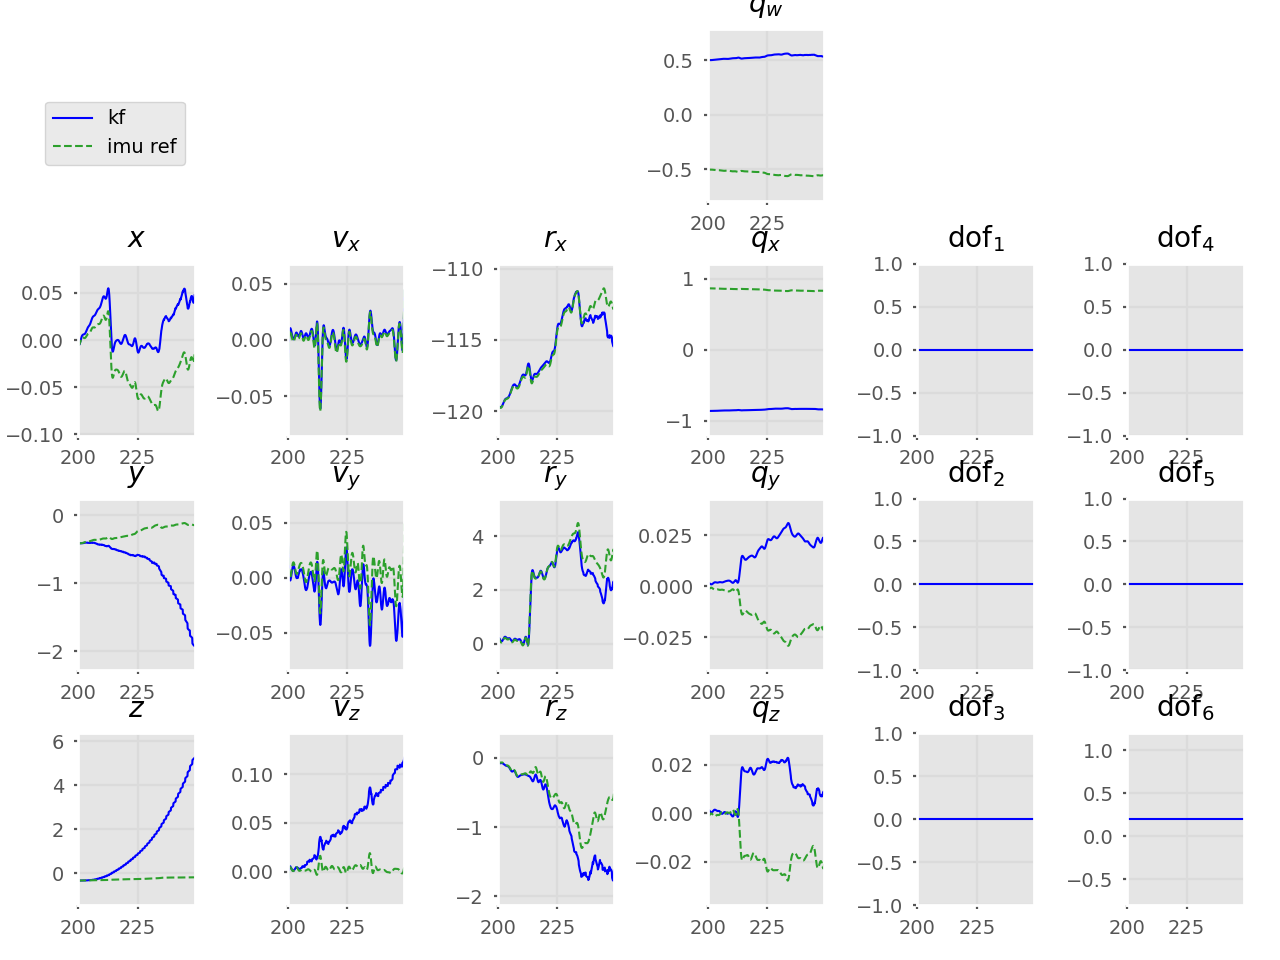 q_w
0.5
0.0
−0.5
200 225
kf
imu ref
x v_x r_x q_x dof_1 dof_4
0.05 0.00 −0.05 −0.10
0.05 0.00 −0.05
−110 −115 −120
1 0 −1
1.0 0.5 0.0 −0.5 −1.0
1.0 0.5 0.0 −0.5 −1.0
200 225 200 225 200 225 200 225 200 225 200 225
y v_y r_y q_y dof_2 dof_5
0 −1 −2
0.05 0.00 −0.05
4 2 0
0.025 0.000 −0.025
1.0 0.5 0.0 −0.5 −1.0
1.0 0.5 0.0 −0.5 −1.0
200 225 200 225 200 225 200 225 200 225 200 225
z v_z r_z q_z dof_3 dof_6
6 4 2 0
0.10 0.05 0.00
0 −1 −2
0.02 0.00 −0.02
1.0 0.5 0.0 −0.5 −1.0
1.0 0.5 0.0 −0.5
200 225 200 225 200 225 200 225 200 225 200 225